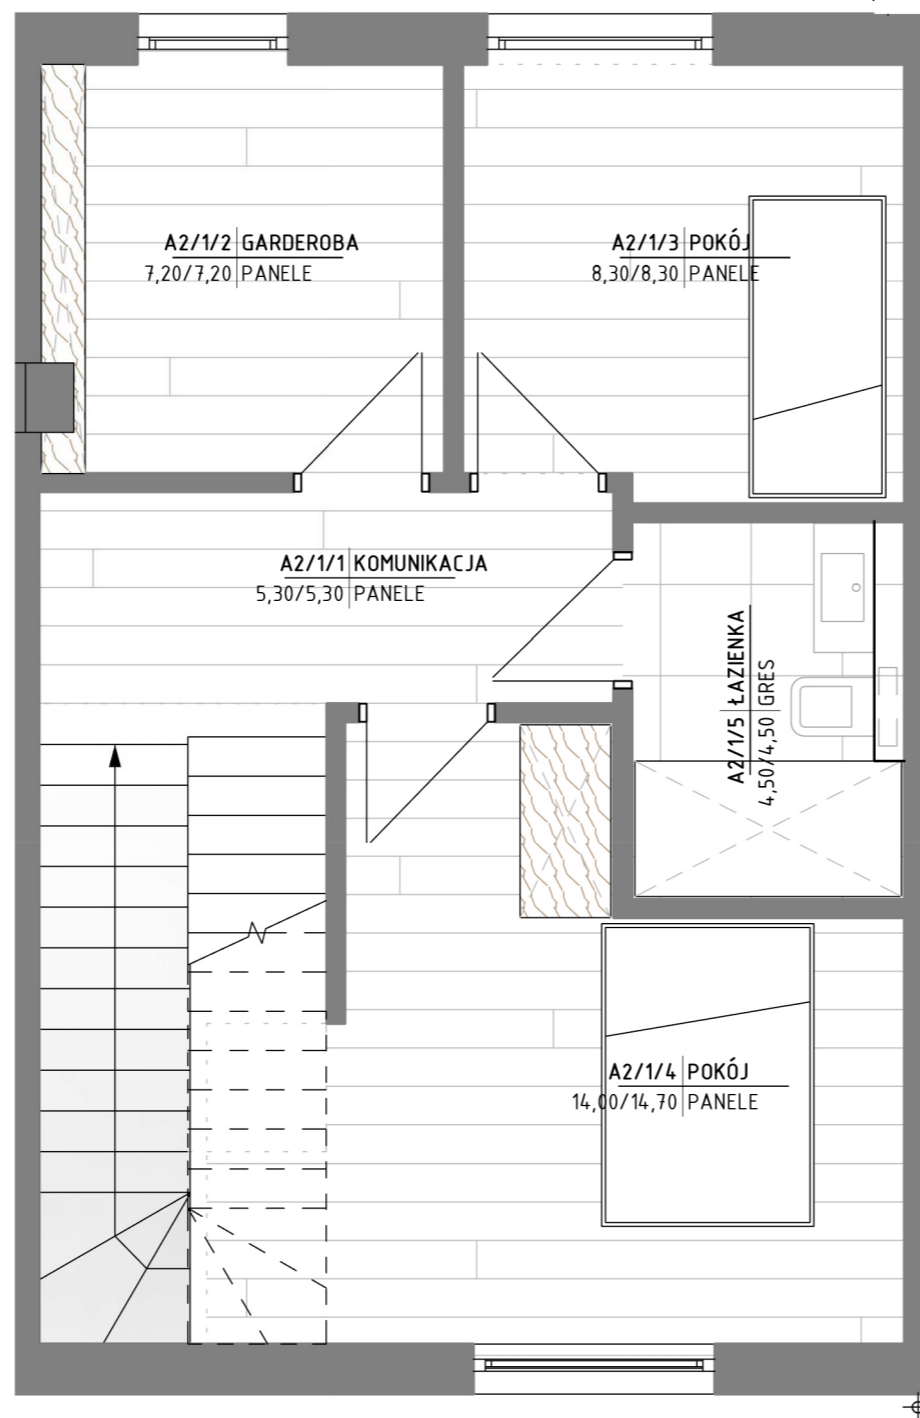 A2/1/2 GARDEROBA
7,20/7,20 PANELE
A2/1/3 POKÓJ
8,30/8,30 PANELE
A2/1/1 KOMUNIKACJA
5,30/5,30 PANELE
A2/1/5 ŁAZIENKA
4,50/4,50 GRES
A2/1/4 POKÓJ
14,00/14,70 PANELE